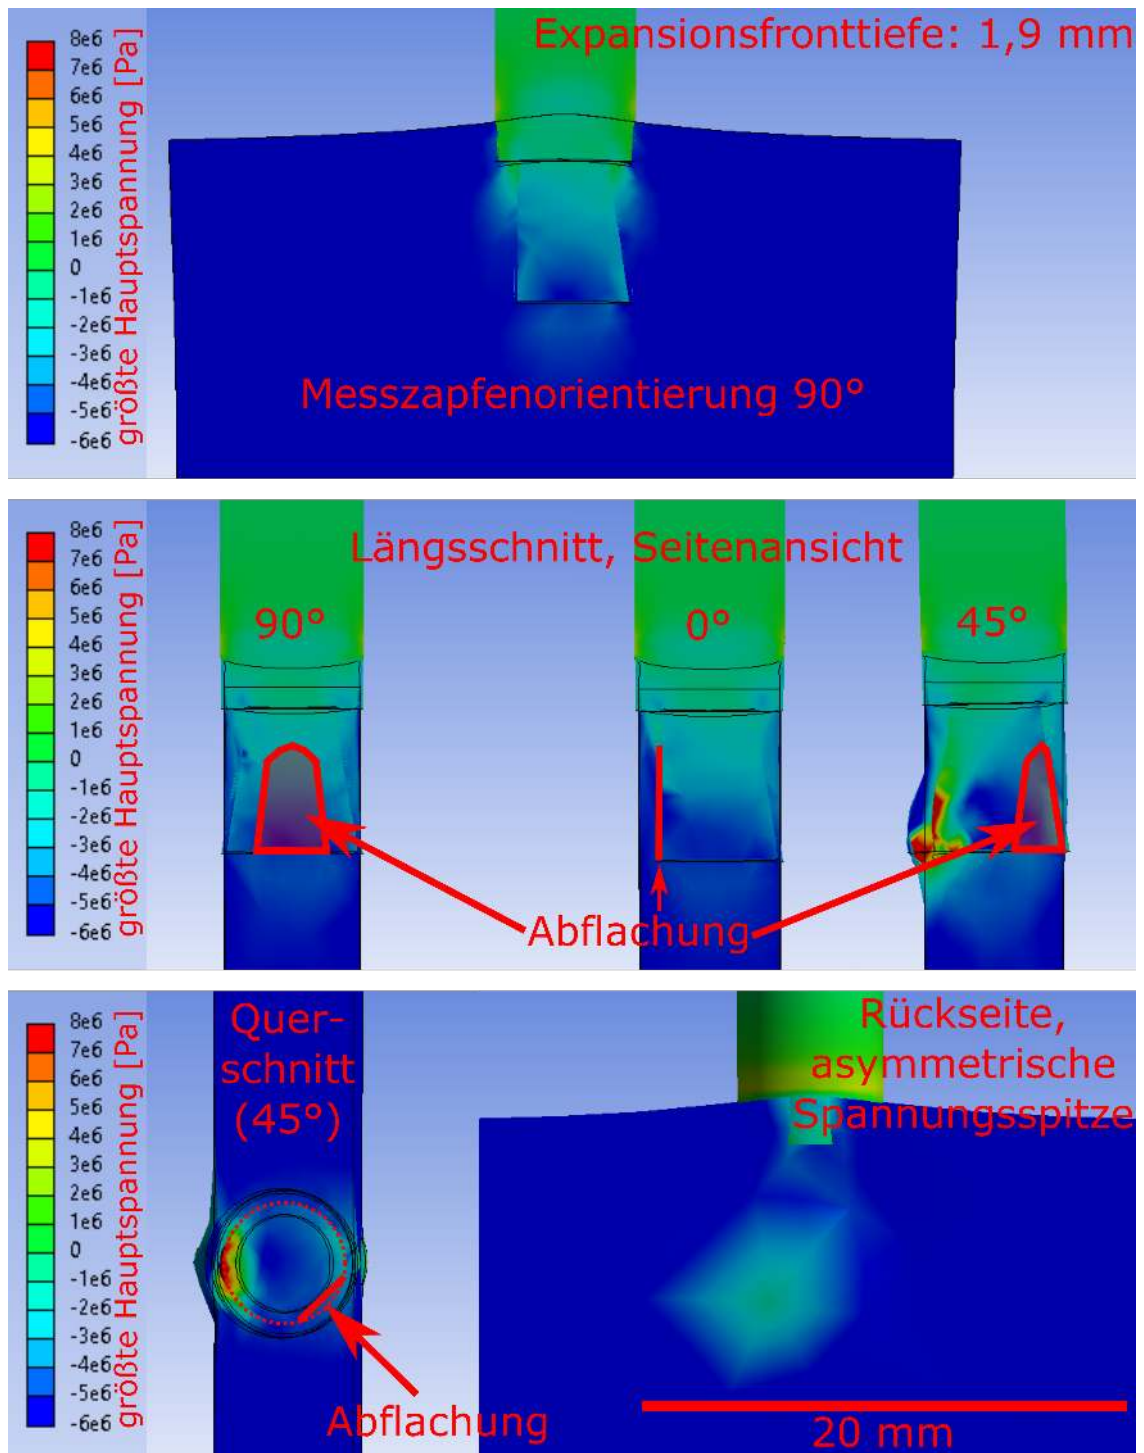 Expansionsfronttiefe: 1,9 mm
größte Hauptspannung [Pa]
8e6
7e6
6e6
5e6
4e6
3e6
2e6
1e6
0
-1e6
-2e6
-3e6
-4e6
-5e6
-6e6
Messzapfenorientierung 90°
größte Hauptspannung [Pa]
8e6
7e6
6e6
5e6
4e6
3e6
2e6
1e6
0
-1e6
-2e6
-3e6
-4e6
-5e6
-6e6
Längsschnitt, Seitenansicht
90°
0°
45°
Abflachung
größte Hauptspannung [Pa]
8e6
7e6
6e6
5e6
4e6
3e6
2e6
1e6
0
-1e6
-2e6
-3e6
-4e6
-5e6
-6e6
Quer-
schnitt
(45°)
Abflachung
Rückseite,
asymmetrische
Spannungsspitze
20 mm